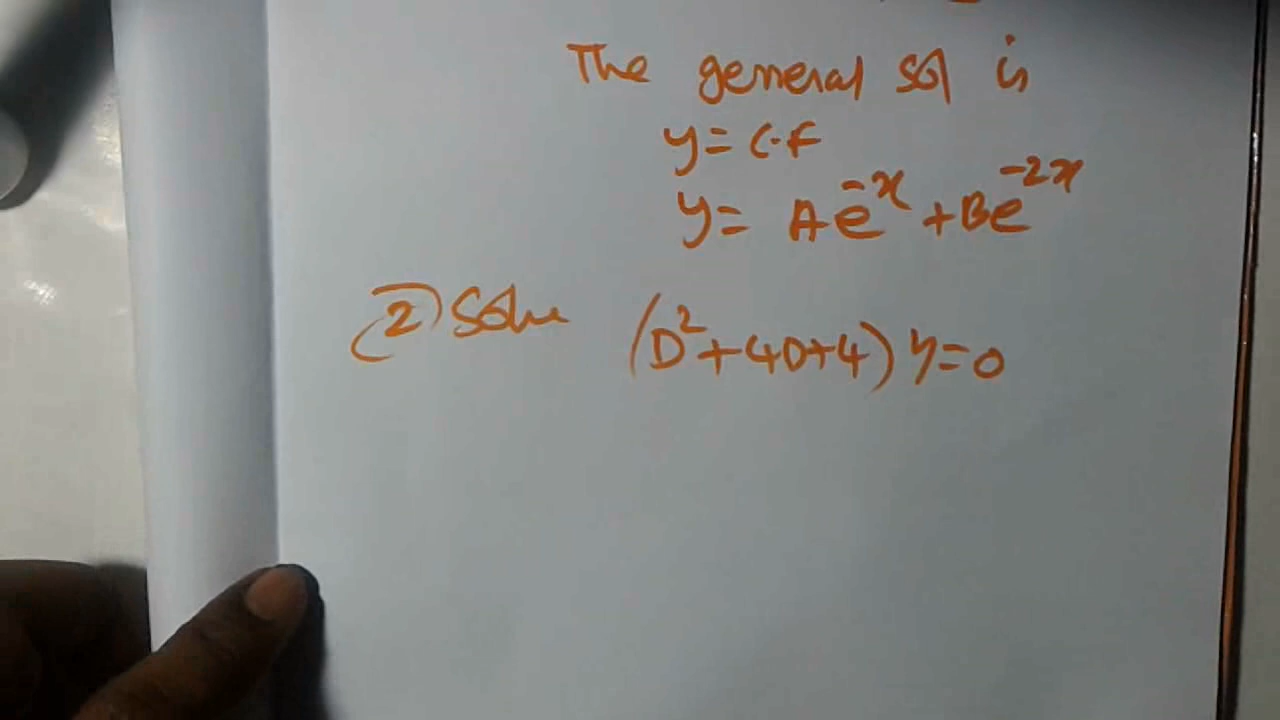 The general sol is
y = C.F
y = Ae^{-x} + Be^{-2x}
(2) Solve (D^2+4D+4) y=0